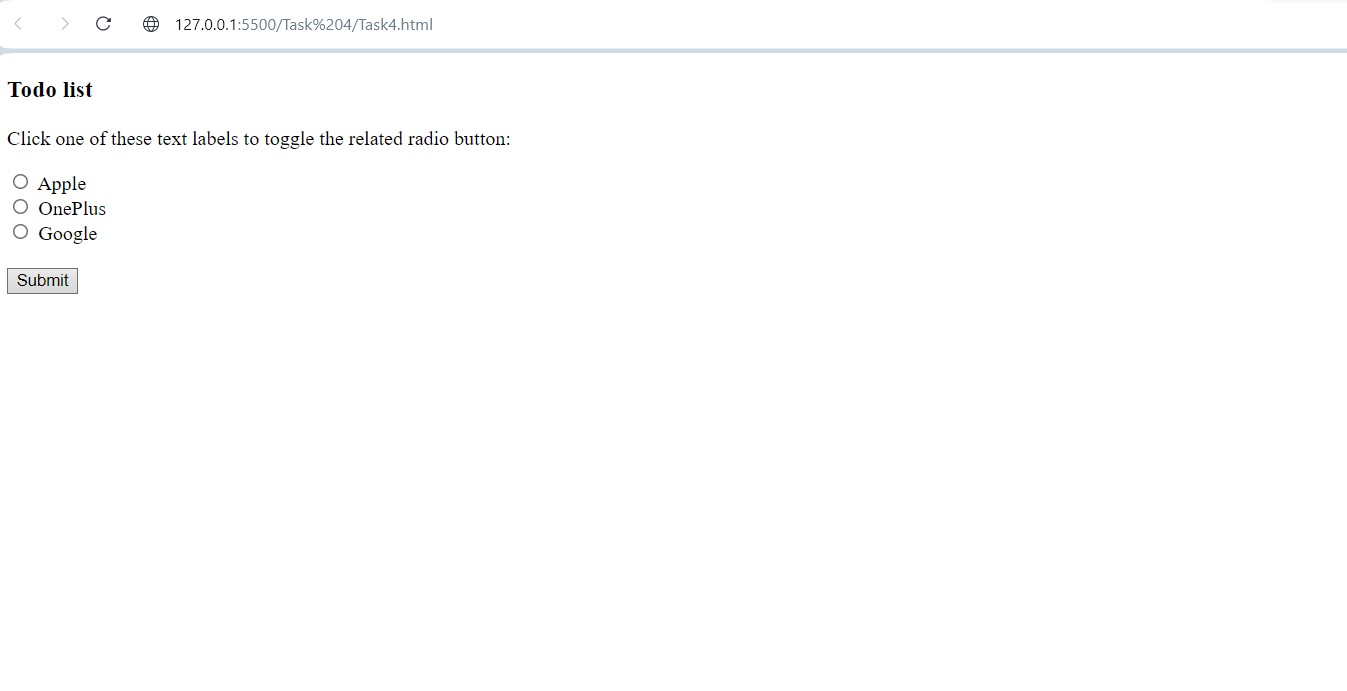 127.0.0.1:5500/Task%204/Task4.html
Todo list
Click one of these text labels to toggle the related radio button:
Apple
OnePlus
Google
Submit